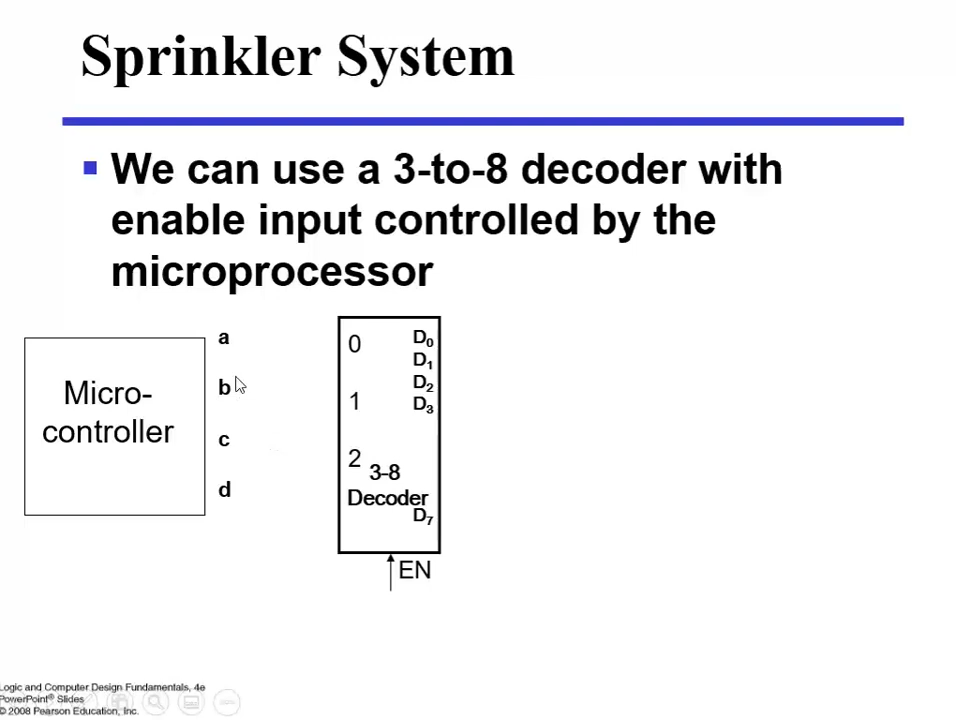 Sprinkler System
We can use a 3-to-8 decoder with
enable input controlled by the
microprocessor
Micro-
controller
a
b
c
d
0
1
2
3-8
Decoder
D₀
D₁
D₂
D₃
D₇
EN
Logic and Computer Design Fundamentals, 4e
PowerPoint® Slides
© 2008 Pearson Education, Inc.